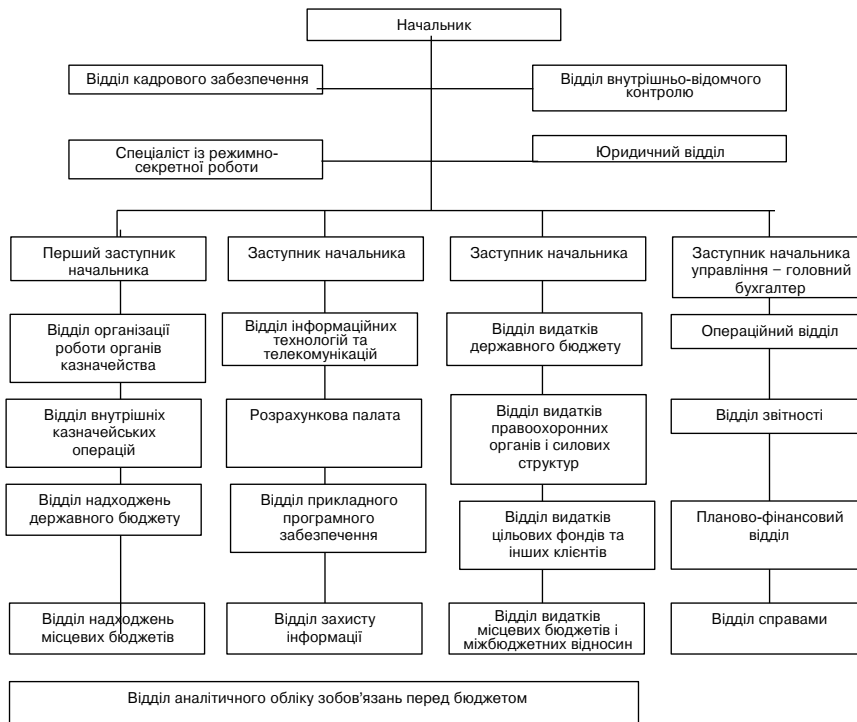 Начальник
Відділ кадрового забезпечення
Відділ внутрішньо-відомчого
контролю
Спеціаліст із режимно-
секретної роботи
Юридичний відділ
Перший заступник
начальника
Заступник начальника
Заступник начальника
Заступник начальника
управління – головний
бухгалтер
Відділ організації
роботи органів
казначейства
Відділ інформаційних
технологій та
телекомунікацій
Відділ видатків
державного бюджету
Операційний відділ
Відділ внутрішніх
казначейських
операцій
Розрахункова палата
Відділ видатків
правоохоронних
органів і силових
структур
Відділ звітності
Відділ надходжень
державного бюджету
Відділ прикладного
програмного
забезпечення
Відділ видатків
цільових фондів та
інших клієнтів
Планово-фінансовий
відділ
Відділ надходжень
місцевих бюджетів
Відділ захисту
інформації
Відділ видатків
місцевих бюджетів і
міжбюджетних відносин
Відділ справами
Відділ аналітичного обліку зобов'язань перед бюджетом